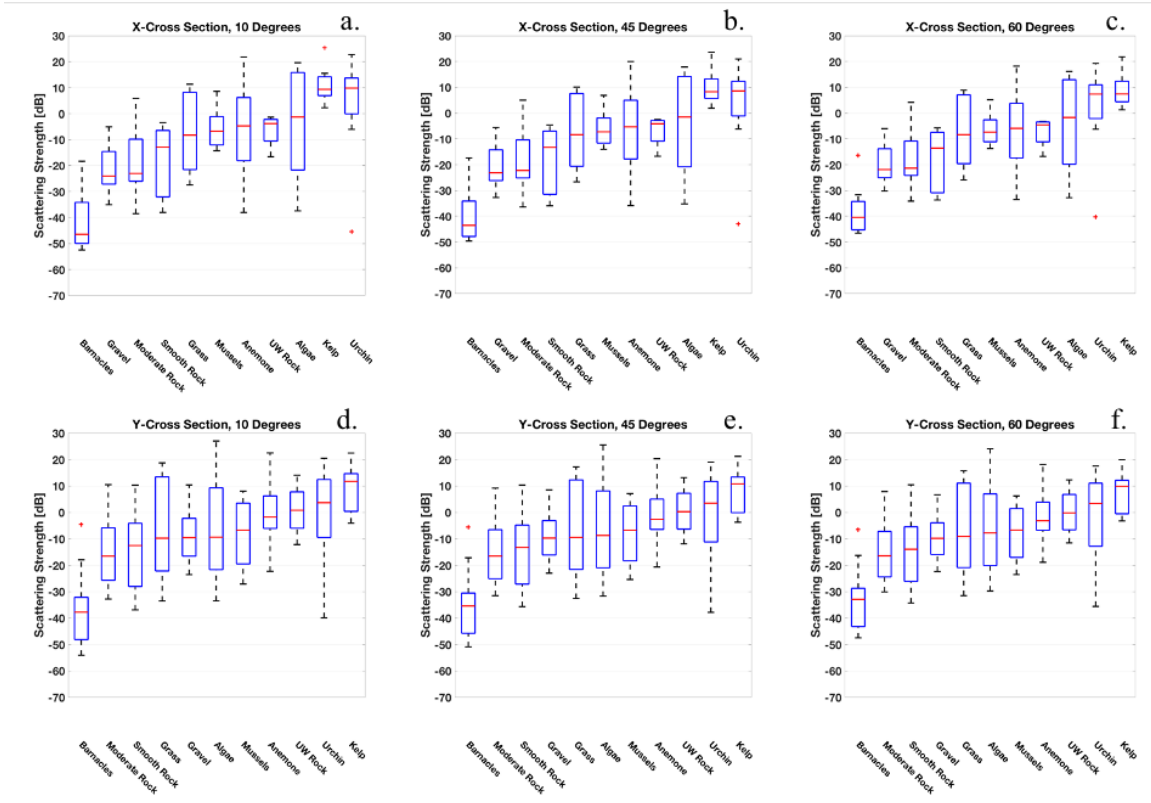 a.
X-Cross Section, 10 Degrees
Scattering Strength [dB]
30
20
10
0
-10
-20
-30
-40
-50
-60
-70
Barnacles
Gravel
Moderate Rock
Smooth Rock
Grass
Mussels
Anemone
UW Rock
Algae
Kelp
Urchin
b.
X-Cross Section, 45 Degrees
Scattering Strength [dB]
30
20
10
0
-10
-20
-30
-40
-50
-60
-70
Barnacles
Gravel
Moderate Rock
Smooth Rock
Grass
Mussels
Anemone
UW Rock
Algae
Kelp
Urchin
c.
X-Cross Section, 60 Degrees
Scattering Strength [dB]
30
20
10
0
-10
-20
-30
-40
-50
-60
-70
Barnacles
Gravel
Moderate Rock
Smooth Rock
Grass
Mussels
Anemone
UW Rock
Algae
Urchin
Kelp
d.
Y-Cross Section, 10 Degrees
Scattering Strength [dB]
30
20
10
0
-10
-20
-30
-40
-50
-60
-70
Barnacles
Moderate Rock
Smooth Rock
Grass
Gravel
Algae
Mussels
Anemone
UW Rock
Urchin
Kelp
e.
Y-Cross Section, 45 Degrees
Scattering Strength [dB]
30
20
10
0
-10
-20
-30
-40
-50
-60
-70
Barnacles
Moderate Rock
Smooth Rock
Gravel
Grass
Algae
Mussels
Anemone
UW Rock
Urchin
Kelp
f.
Y-Cross Section, 60 Degrees
Scattering Strength [dB]
30
20
10
0
-10
-20
-30
-40
-50
-60
-70
Barnacles
Moderate Rock
Smooth Rock
Gravel
Grass
Algae
Mussels
Anemone
UW Rock
Urchin
Kelp